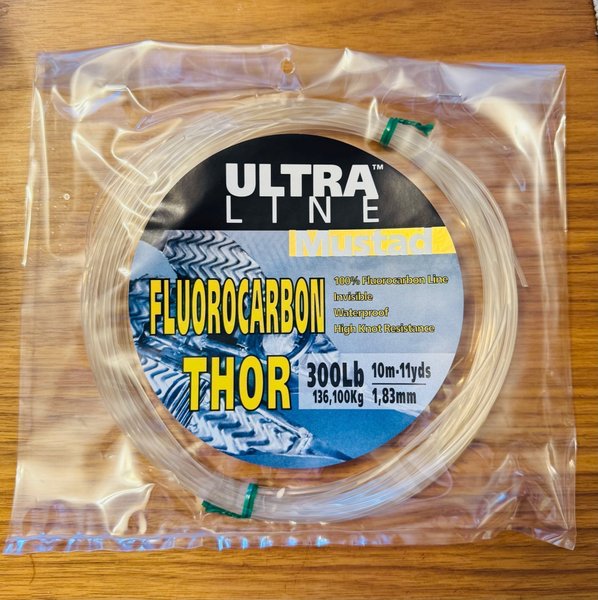 ULTRA™
LINE
Mustad
FLUOROCARBON
THOR
100% Fluorocarbon Line
Invisible
Waterproof
High Knot Resistance
300Lb
136,100Kg
10m-11yds
1,83mm